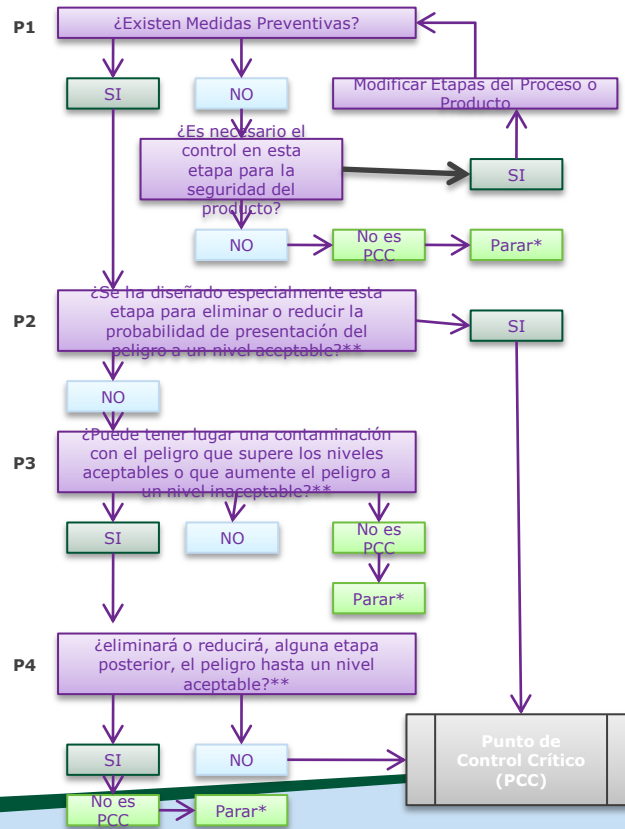 P1
¿Existen Medidas Preventivas?
SI
NO
Modificar Etapas del Proceso o
Producto
¿Es necesario el
control en esta
etapa para la
seguridad del
producto?
SI
NO
No es
PCC
Parar*
P2
¿Se ha diseñado especialmente esta
etapa para eliminar o reducir la
probabilidad de presentación del
peligro a un nivel aceptable?**
SI
NO
P3
¿Puede tener lugar una contaminación
con el peligro que supere los niveles
aceptables o que aumente el peligro a
un nivel inaceptable?**
SI
NO
No es
PCC
Parar*
P4
¿eliminará o reducirá, alguna etapa
posterior, el peligro hasta un nivel
aceptable?**
SI
NO
Punto de
Control Crítico
(PCC)
No es
PCC
Parar*